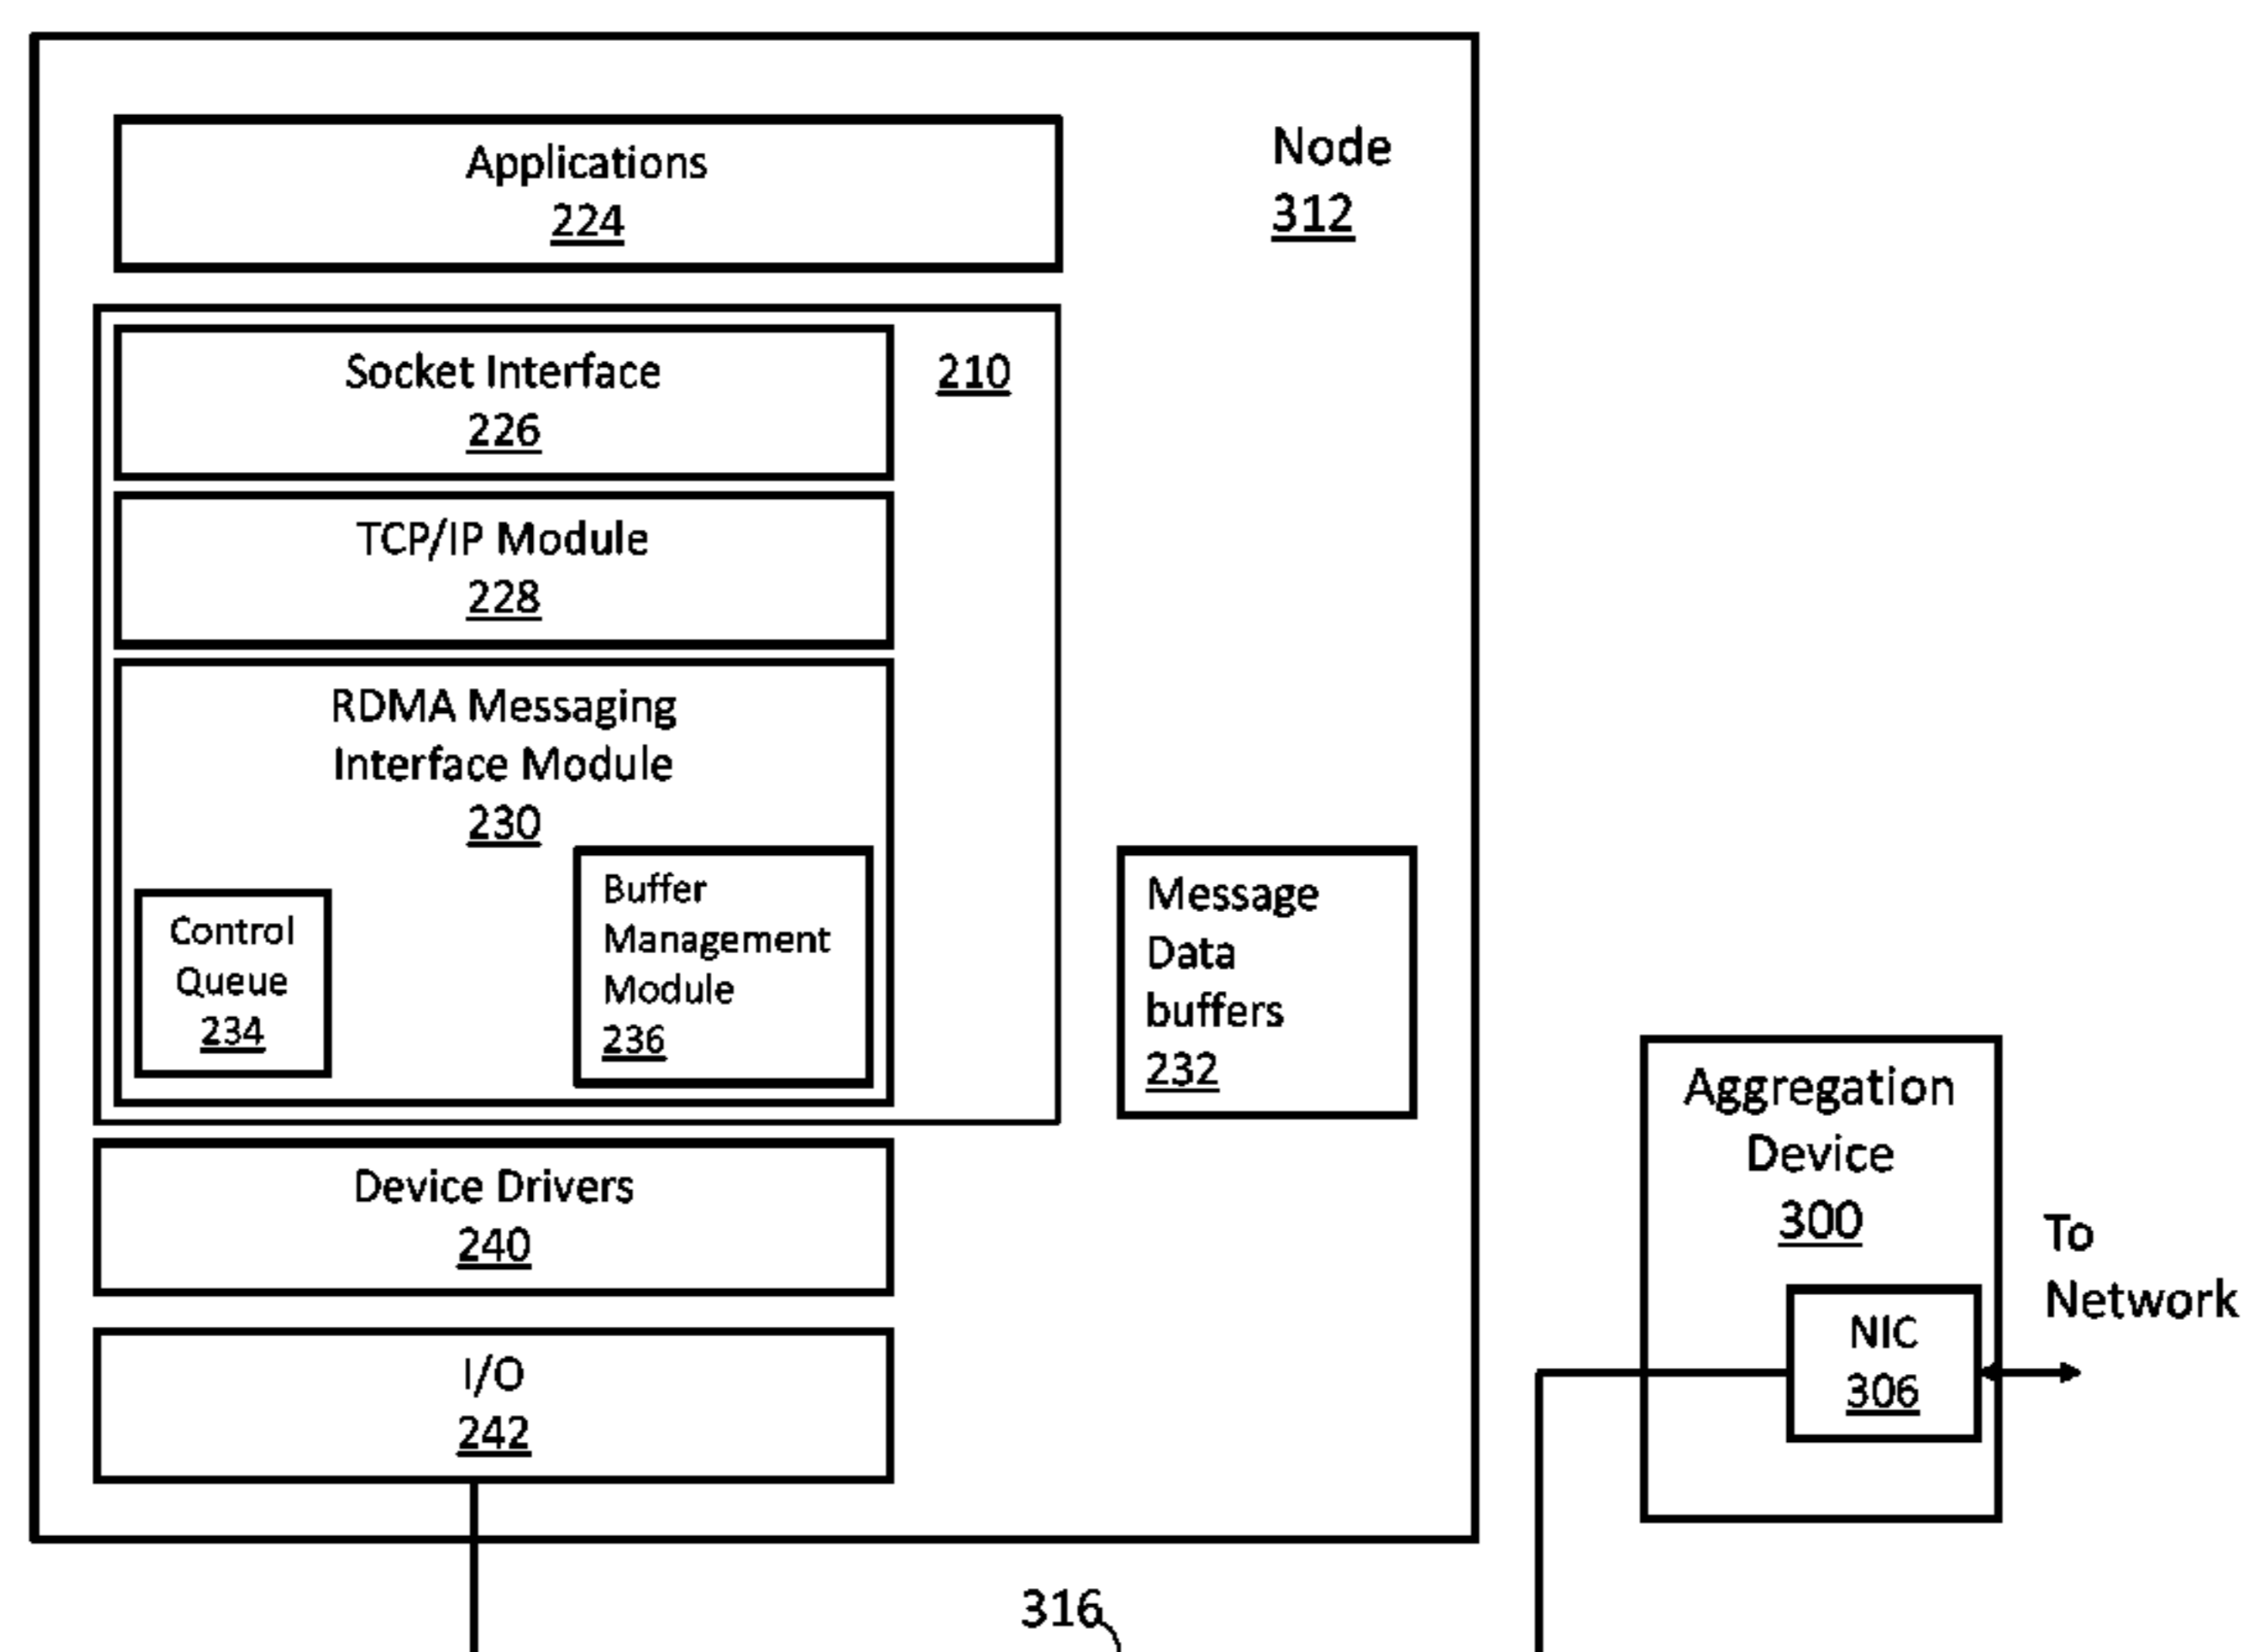 Applications
224
Node
312
Socket Interface
226
210
TCP/IP Module
228
RDMA Messaging
Interface Module
230
Control
Queue
234
Buffer
Management
Module
236
Message
Data
buffers
232
Device Drivers
240
I/O
242
Aggregation
Device
300
NIC
306
To
Network
316